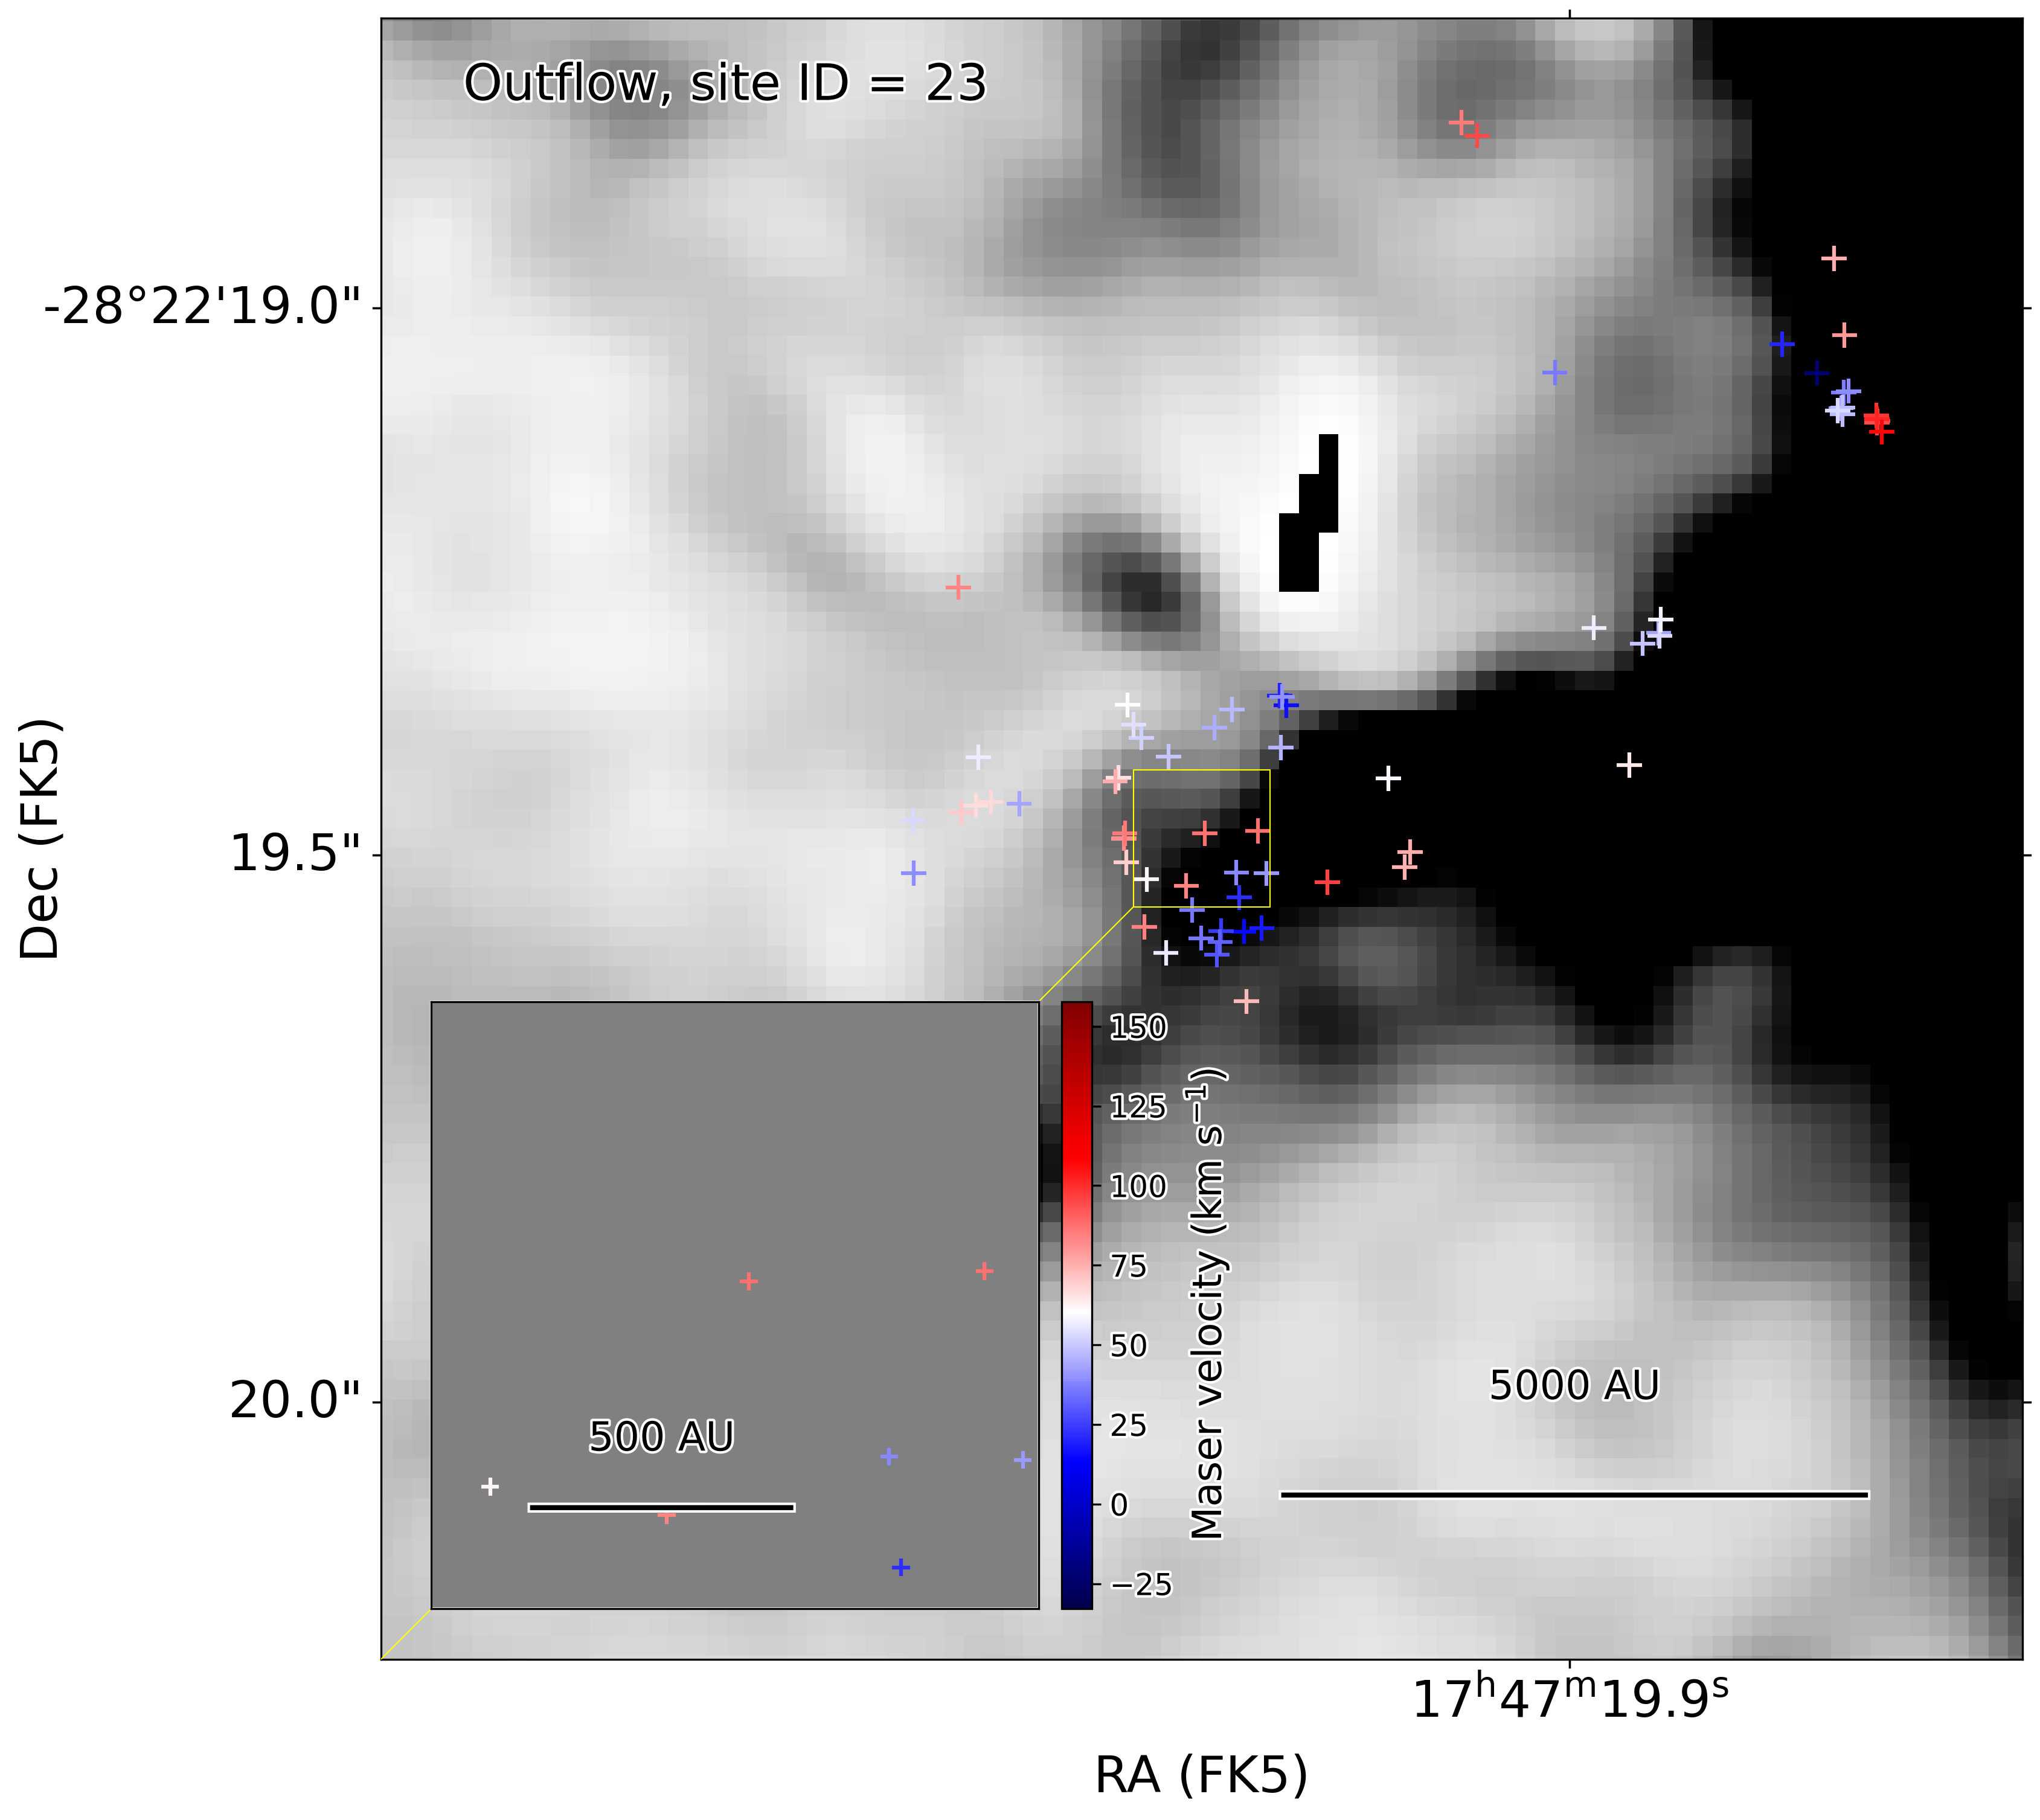 Outflow, site ID = 23
-28°22'19.0"
19.5"
20.0"
Dec (FK5)
500 AU
150
125
100
75
50
25
0
−25
Maser velocity (km s⁻¹)
5000 AU
17ʰ47ᵐ19.9ˢ
RA (FK5)